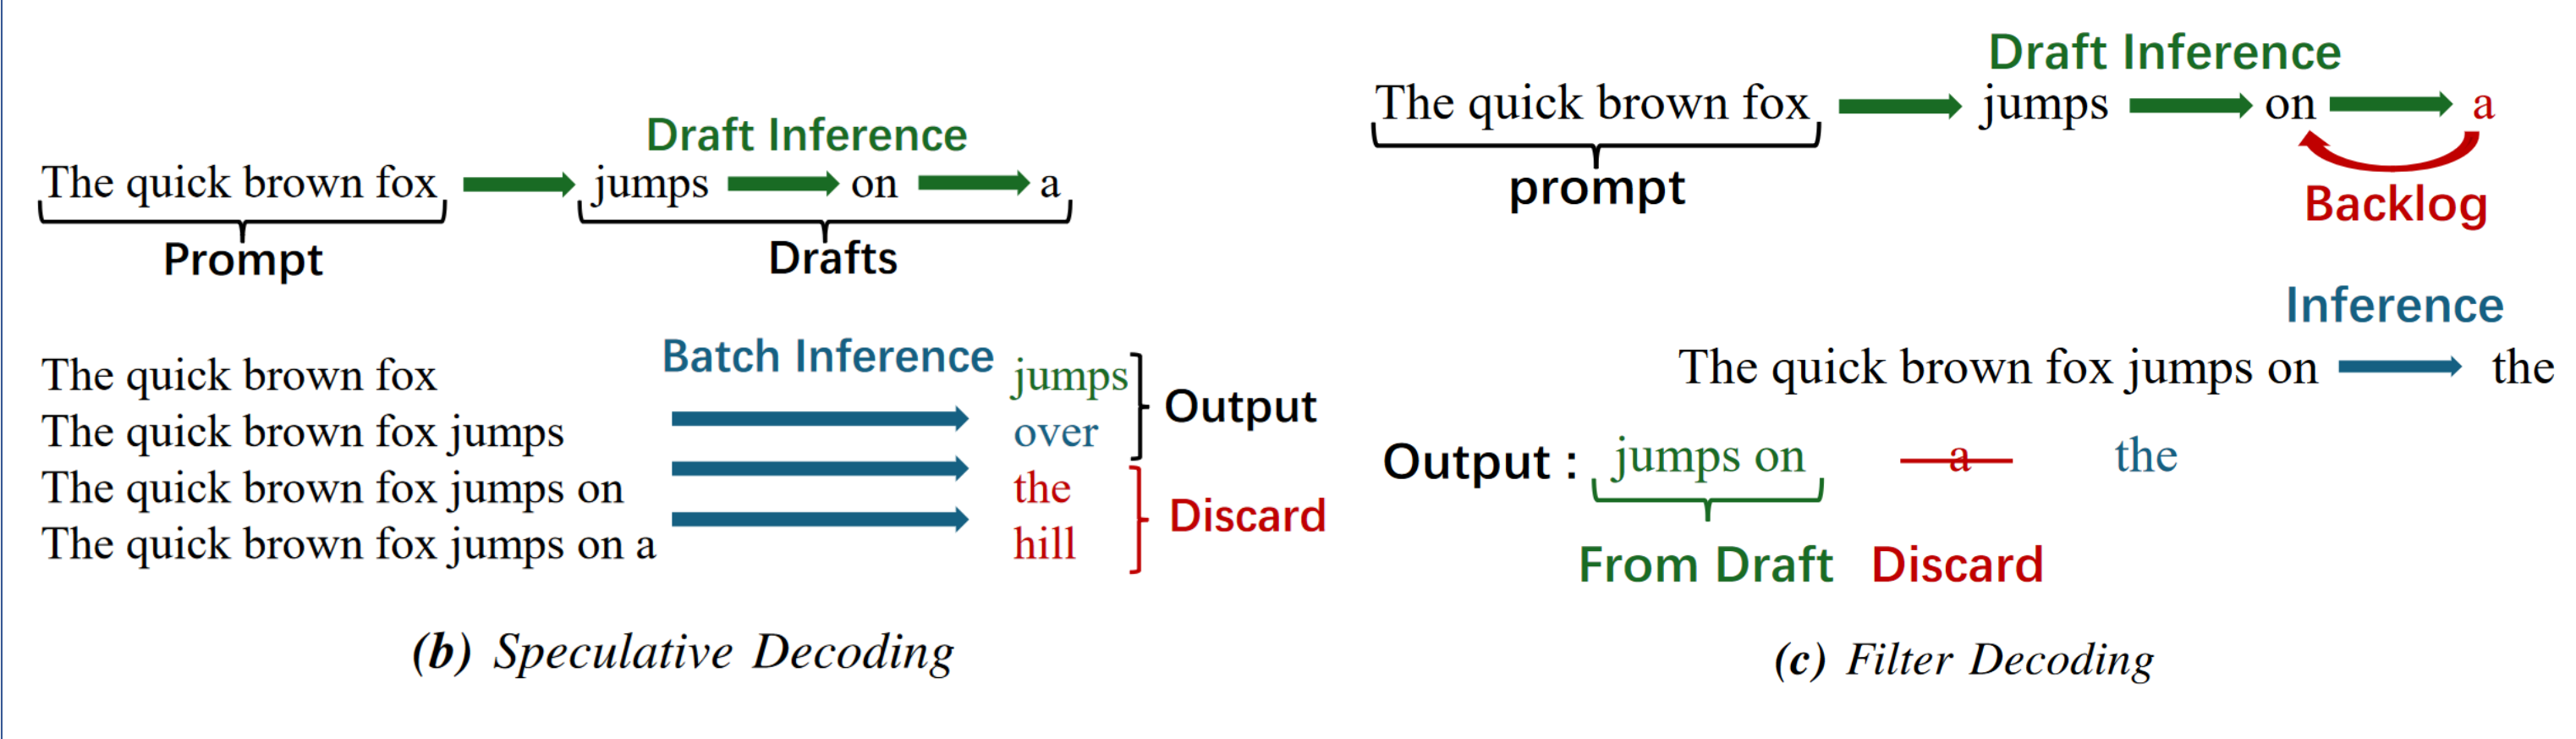 Draft Inference
The quick brown fox jumps on a
Prompt
Drafts
Batch Inference
The quick brown fox
The quick brown fox jumps
The quick brown fox jumps on
The quick brown fox jumps on a
jumps
over
the
hill
Output
Discard
(b) Speculative Decoding
Draft Inference
The quick brown fox jumps on a
prompt
Backlog
Inference
The quick brown fox jumps on the
Output : jumps on a the
From Draft Discard
(c) Filter Decoding